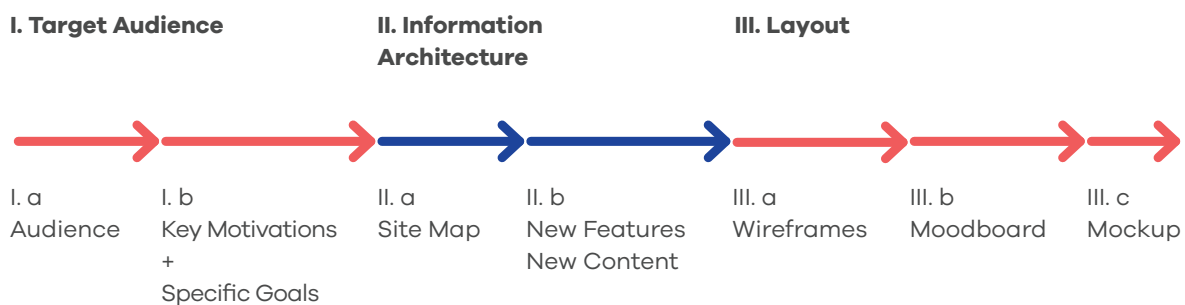 I. Target Audience
II. Information
Architecture
III. Layout
I. a
Audience
I. b
Key Motivations
+
Specific Goals
II. a
Site Map
II. b
New Features
New Content
III. a
Wireframes
III. b
Moodboard
III. c
Mockup